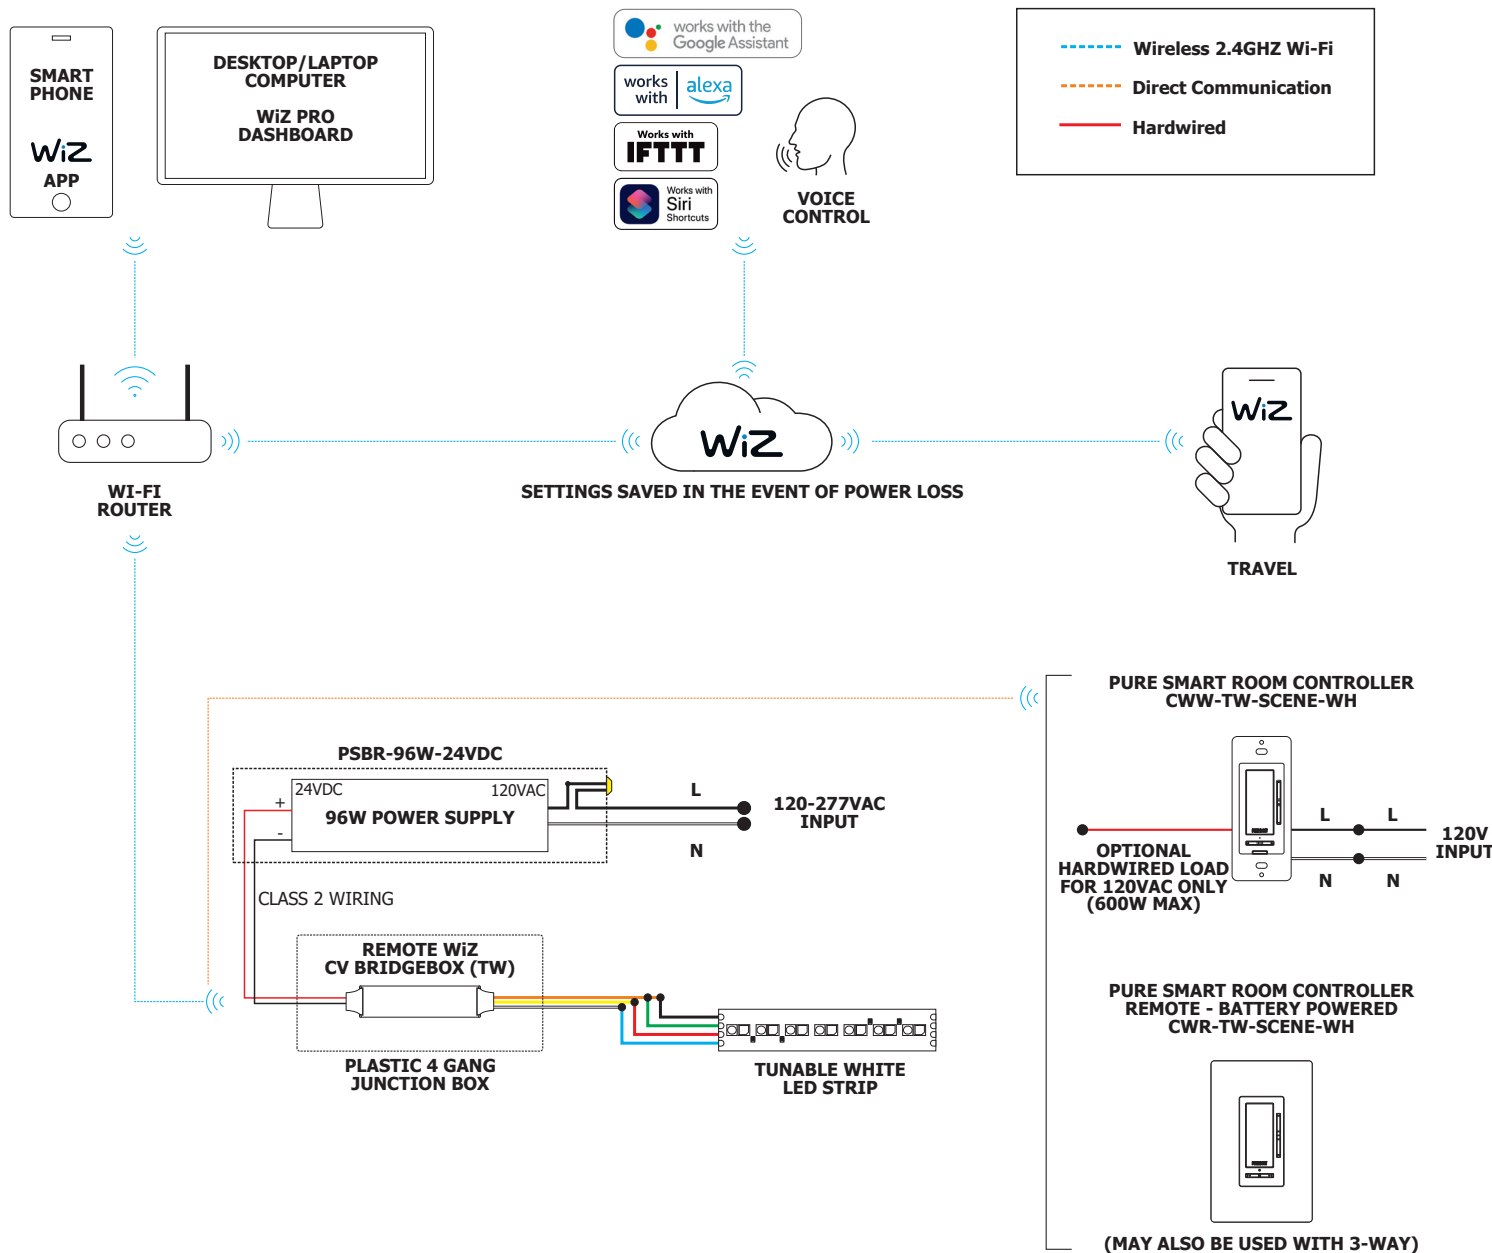 SMART
PHONE
WiZ
APP
DESKTOP/LAPTOP
COMPUTER
WiZ PRO
DASHBOARD
works with the
Google Assistant
works
with
alexa
Works with
IFTTT
Works with
Siri
Shortcuts
VOICE
CONTROL
Wireless 2.4GHZ Wi-Fi
Direct Communication
Hardwired
WI-FI
ROUTER
WiZ
SETTINGS SAVED IN THE EVENT OF POWER LOSS
WiZ
TRAVEL
PSBR-96W-24VDC
24VDC
120VAC
96W POWER SUPPLY
+
-
L
N
120-277VAC
INPUT
CLASS 2 WIRING
REMOTE WiZ
CV BRIDGEBOX (TW)
PLASTIC 4 GANG
JUNCTION BOX
TUNABLE WHITE
LED STRIP
PURE SMART ROOM CONTROLLER
CWW-TW-SCENE-WH
L
L
N
N
120V
INPUT
OPTIONAL
HARDWIRED LOAD
FOR 120VAC ONLY
(600W MAX)
PURE SMART ROOM CONTROLLER
REMOTE - BATTERY POWERED
CWR-TW-SCENE-WH
(MAY ALSO BE USED WITH 3-WAY)